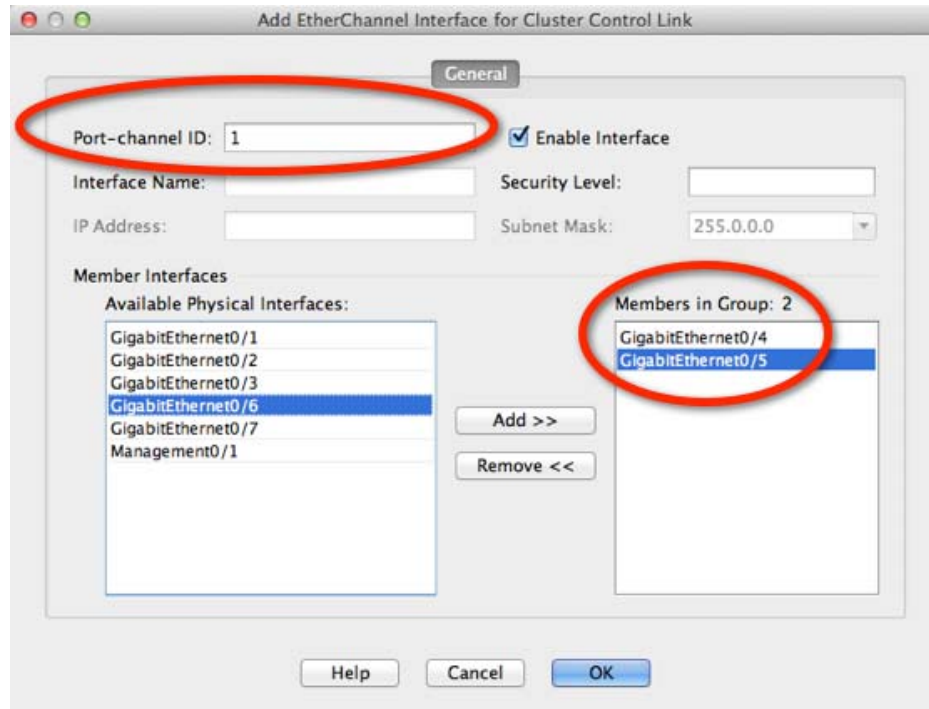 Add EtherChannel Interface for Cluster Control Link
General
Port-channel ID: 1
Enable Interface
Interface Name:
Security Level:
IP Address:
Subnet Mask: 255.0.0.0
Member Interfaces
Available Physical Interfaces:
Members in Group: 2
GigabitEthernet0/1
GigabitEthernet0/2
GigabitEthernet0/3
GigabitEthernet0/6
GigabitEthernet0/7
Management0/1
Add >>
Remove <<
GigabitEthernet0/4
GigabitEthernet0/5
Help
Cancel
OK